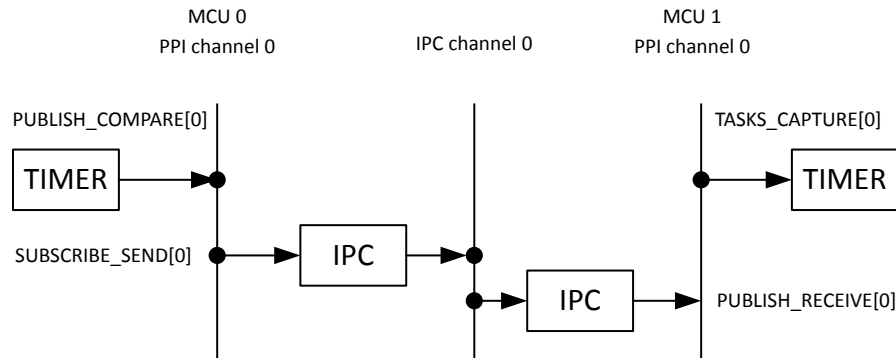 MCU 0
PPI channel 0
IPC channel 0
MCU 1
PPI channel 0
PUBLISH_COMPARE[0]
TASKS_CAPTURE[0]
TIMER
TIMER
SUBSCRIBE_SEND[0]
IPC
IPC
PUBLISH_RECEIVE[0]